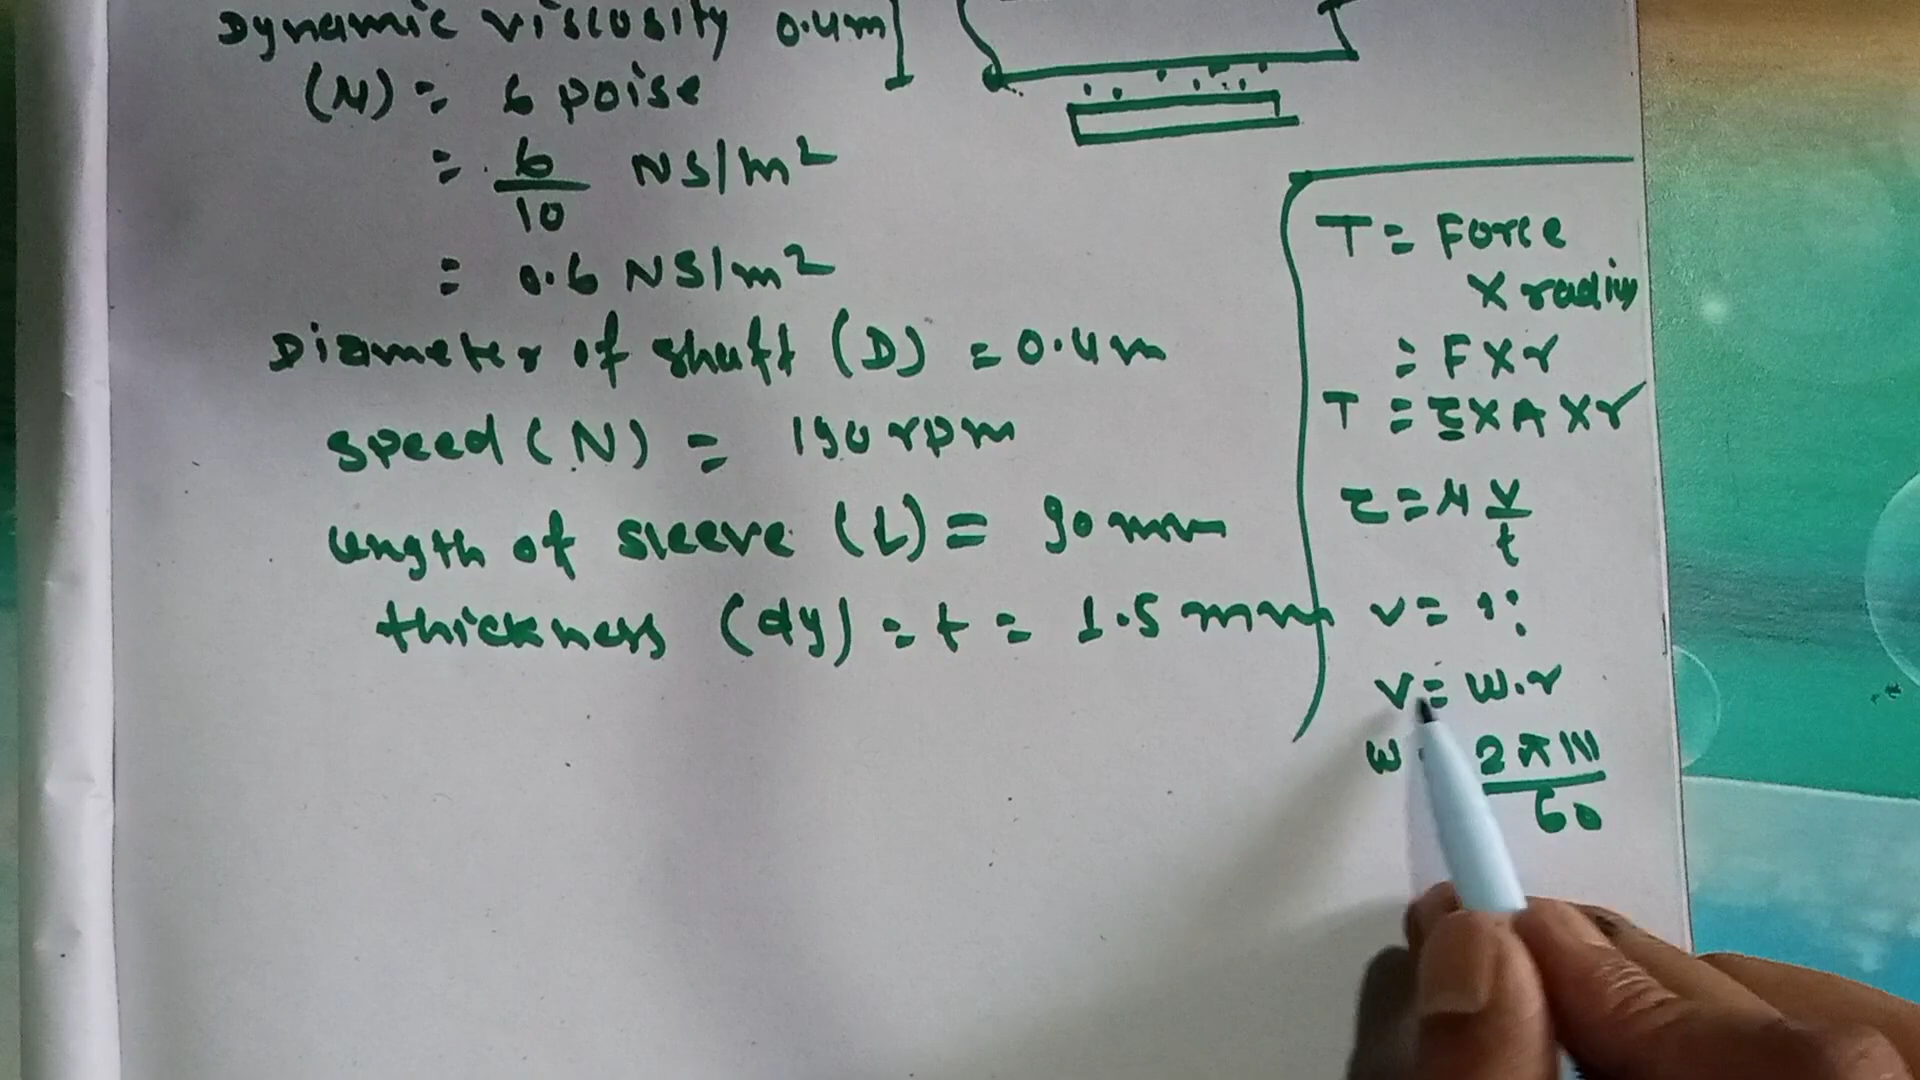 Dynamic viscosity 0.4m
(μ) = 6 poise
= 6/10 NS/m²
= 0.6 NS/m²
Diameter of shaft (D) = 0.4m
speed (N) = 190 rpm
length of sleeve (L) = 90 mm
thickness (dy) = t = 1.5 mm
T = Force
X radius
= F X r
T = τ X A X r
τ = μ v/t
v =
v = w.r
w = 2πN/60